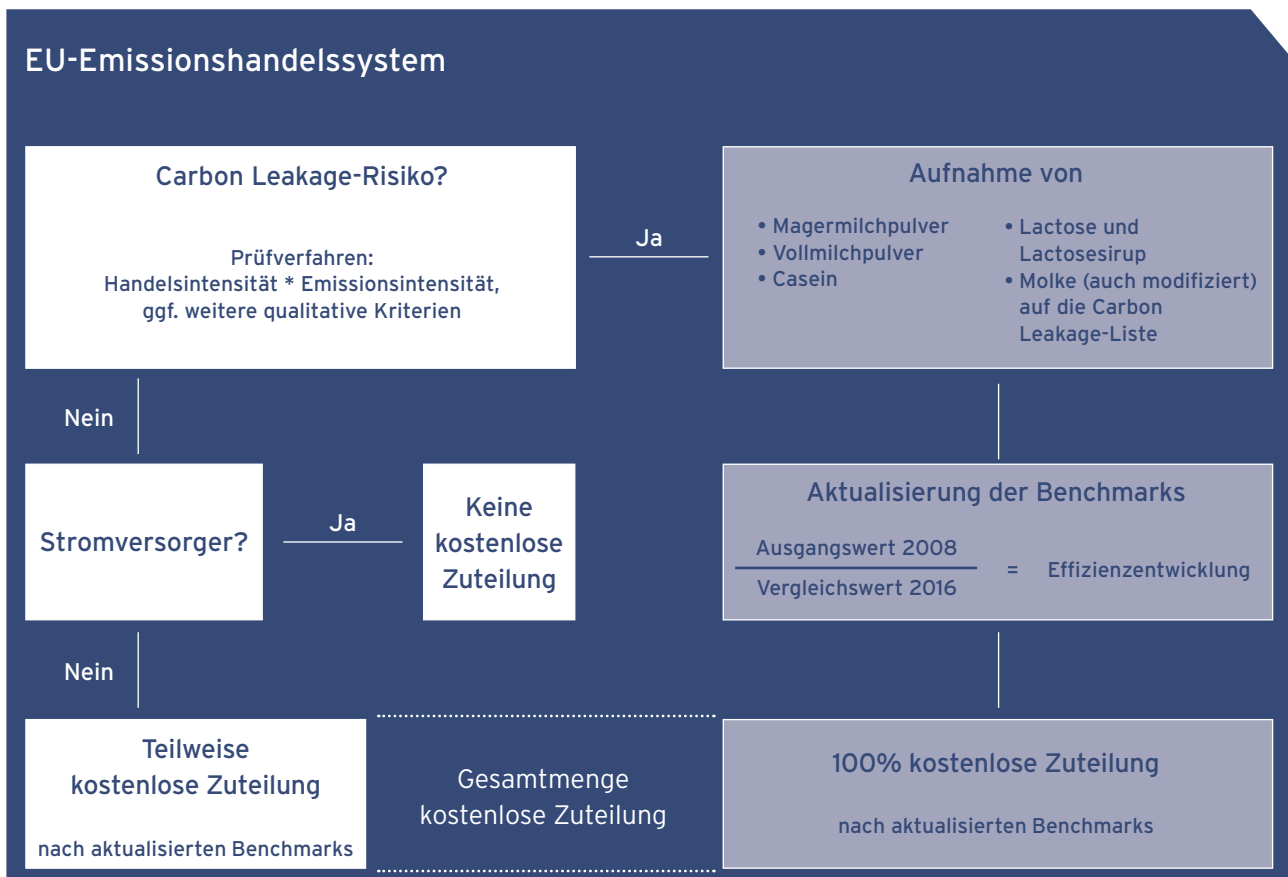 EU-Emissionshandelssystem
Carbon Leakage-Risiko?
Prüfverfahren:
Handelsintensität * Emissionsintensität,
ggf. weitere qualitative Kriterien
Ja
Aufnahme von
• Magermilchpulver
• Vollmilchpulver
• Casein
• Lactose und
Lactosesirup
• Molke (auch modifiziert)
auf die Carbon
Leakage-Liste
Nein
Stromversorger?
Ja
Keine
kostenlose
Zuteilung
Aktualisierung der Benchmarks
Ausgangswert 2008
Vergleichswert 2016
= Effizienzentwicklung
Nein
Teilweise
kostenlose Zuteilung
nach aktualisierten Benchmarks
Gesamtmenge
kostenlose Zuteilung
100% kostenlose Zuteilung
nach aktualisierten Benchmarks